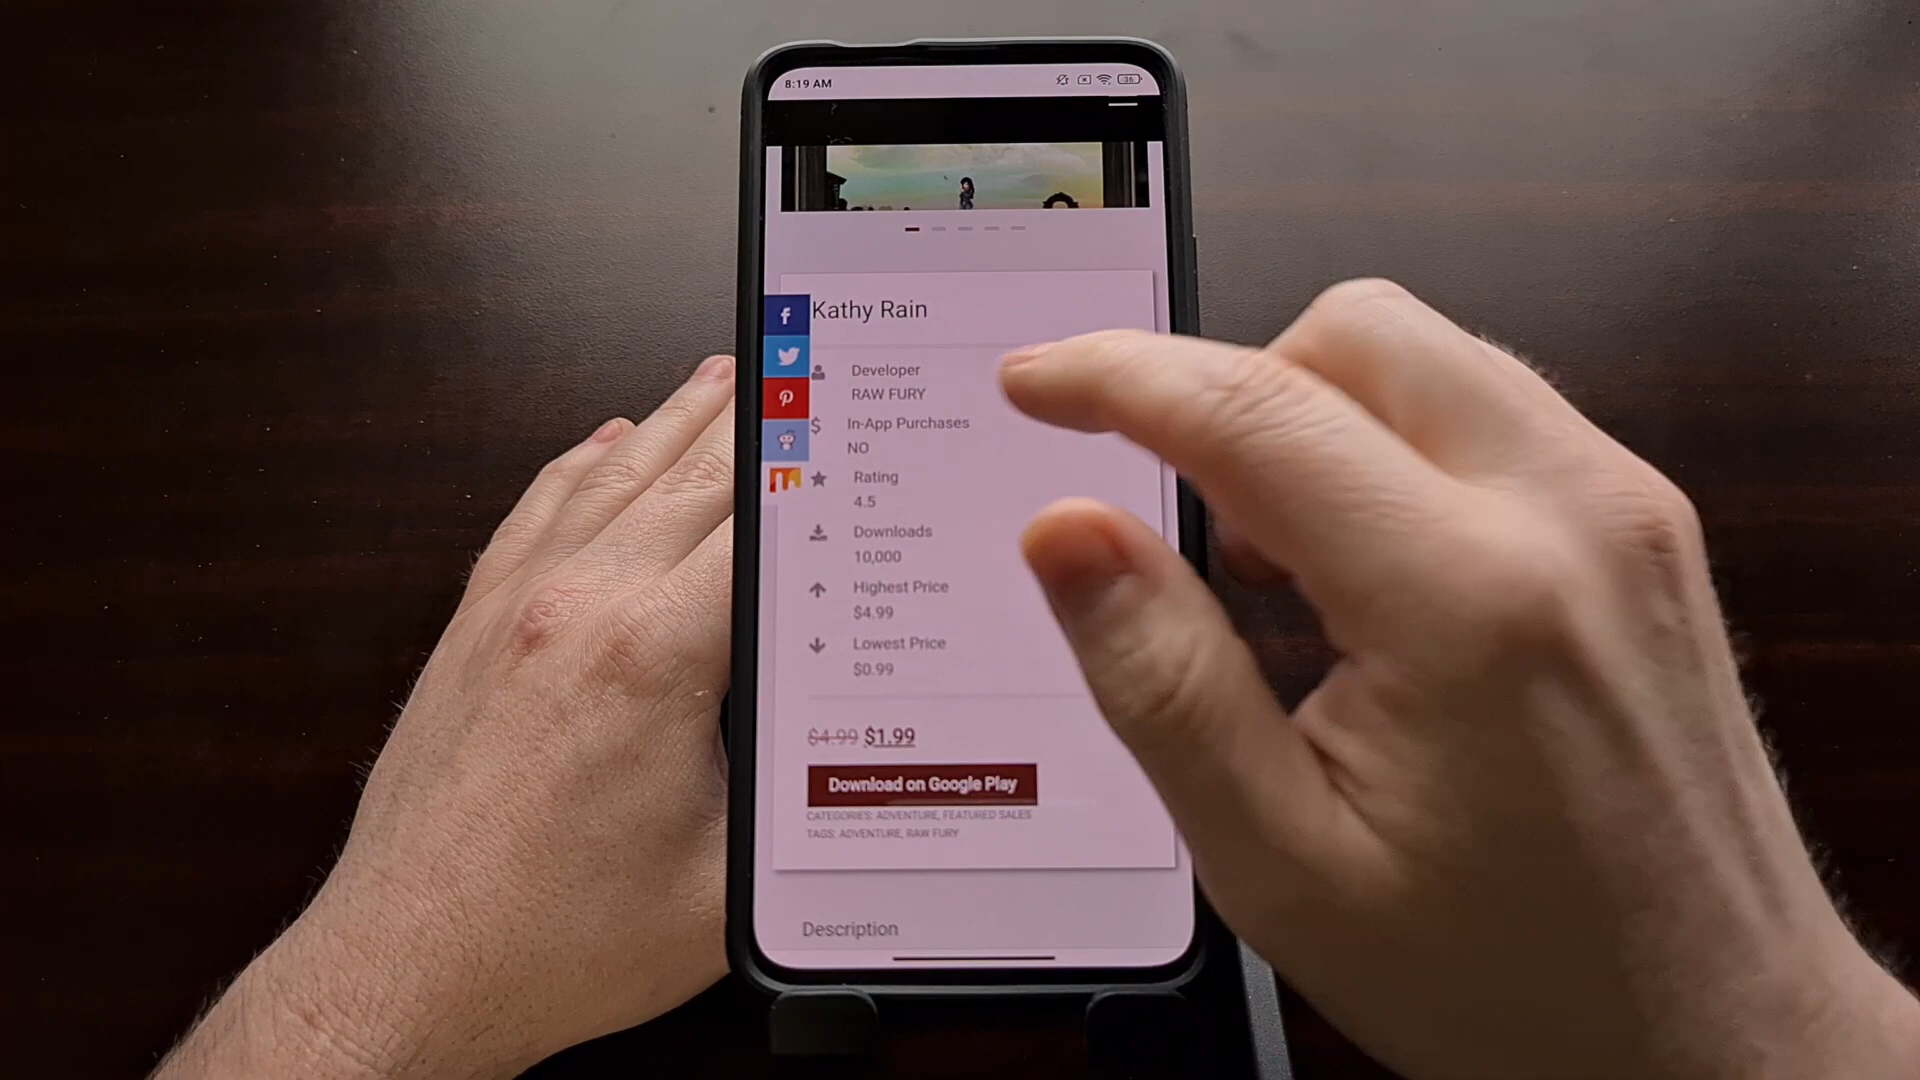 8:19 AM
36
Kathy Rain
Developer
RAW FURY
$
In-App Purchases
NO
Rating
4.5
Downloads
10,000
Highest Price
$4.99
Lowest Price
$0.99
$4.99 $1.99
Download on Google Play
CATEGORIES: ADVENTURE, FEATURED SALES
TAGS: ADVENTURE, RAW FURY
Description